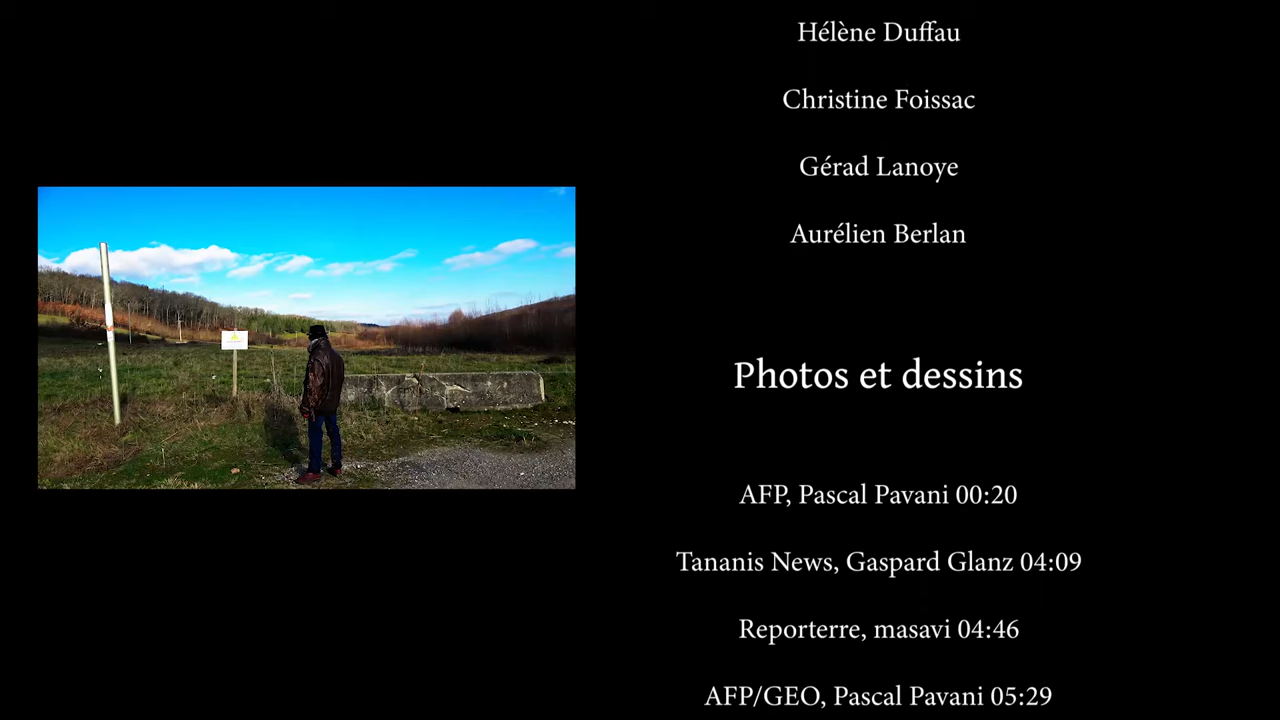 Hélène Duffau
Christine Foissac
Gérad Lanoye
Aurélien Berlan
Photos et dessins
AFP, Pascal Pavani 00:20
Tananis News, Gaspard Glanz 04:09
Reporterre, masavi 04:46
AFP/GEO, Pascal Pavani 05:29